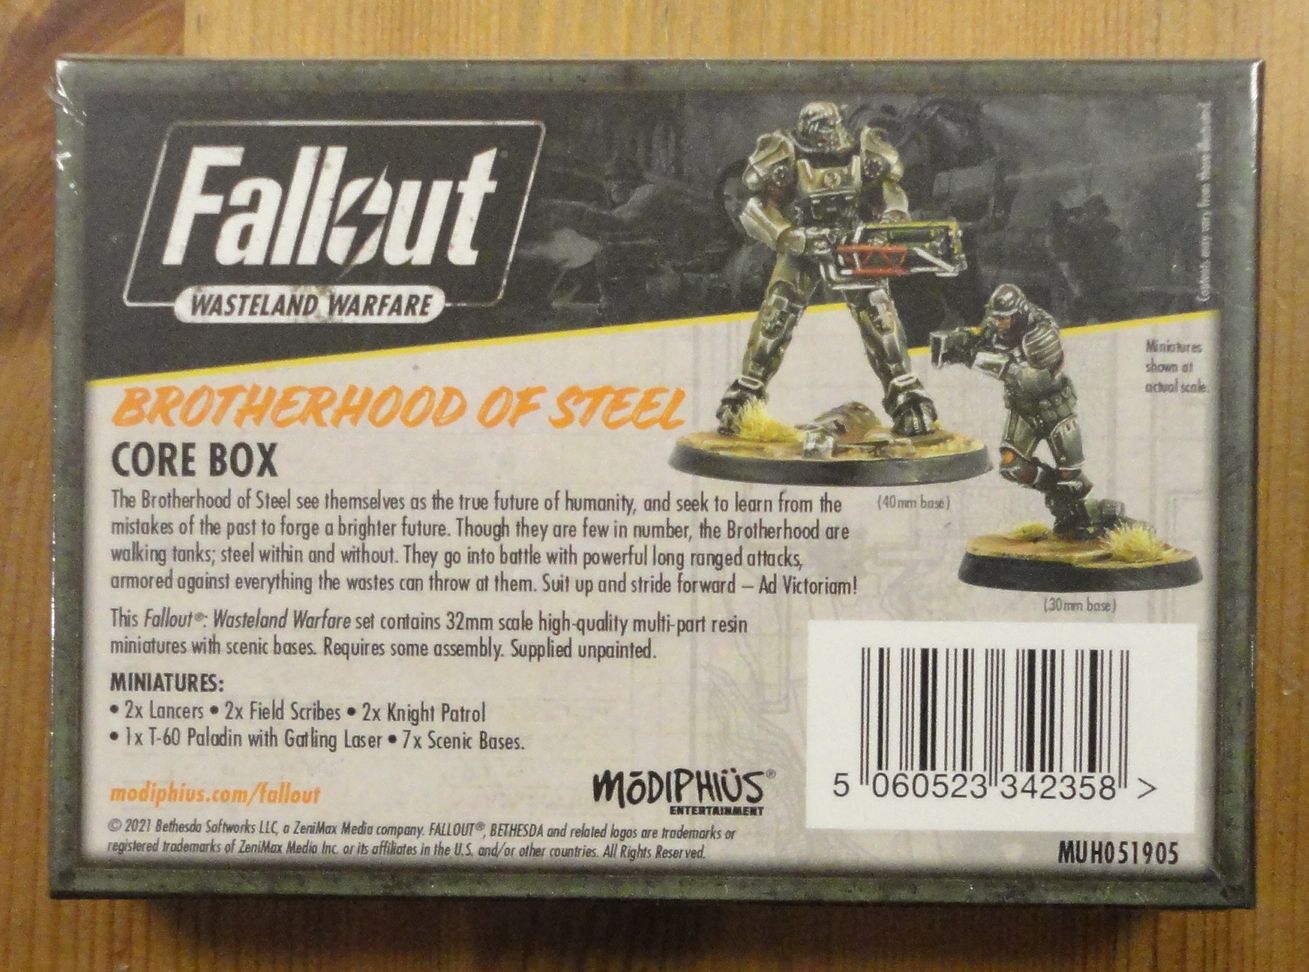 Fallout
WASTELAND WARFARE
Contents may vary from those illustrated
Miniatures
shown at
actual scale.
BROTHERHOOD OF STEEL
CORE BOX
The Brotherhood of Steel see themselves as the true future of humanity, and seek to learn from the
mistakes of the past to forge a brighter future. Though they are few in number, the Brotherhood are
walking tanks; steel within and without. They go into battle with powerful long ranged attacks,
armored against everything the wastes can throw at them. Suit up and stride forward – Ad Victoriam!
(40mm base)
(30mm base)
This Fallout®: Wasteland Warfare set contains 32mm scale high-quality multi-part resin
miniatures with scenic bases. Requires some assembly. Supplied unpainted.
MINIATURES:
• 2x Lancers • 2x Field Scribes • 2x Knight Patrol
• 1x T-60 Paladin with Gatling Laser • 7x Scenic Bases.
modiphius.com/fallout
MŌDIPHIÜS®
ENTERTAINMENT
© 2021 Bethesda Softworks LLC, a ZeniMax Media company. FALLOUT®, BETHESDA and related logos are trademarks or
registered trademarks of ZeniMax Media Inc. or its affiliates in the U.S. and/or other countries. All Rights Reserved.
5 060523 342358 >
MUH051905